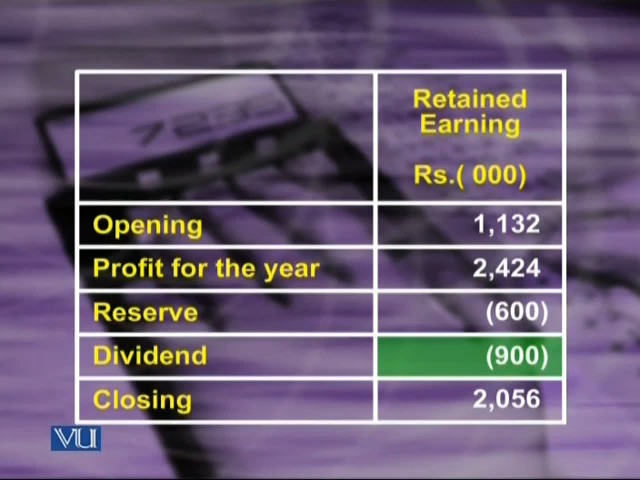 Retained
Earning
Rs.( 000)
Opening 1,132
Profit for the year 2,424
Reserve (600)
Dividend (900)
Closing 2,056
VU